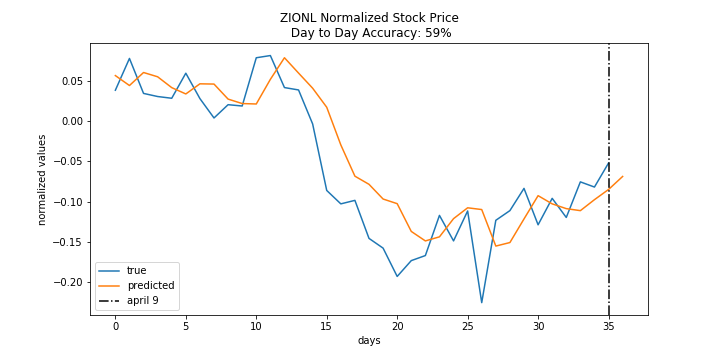 ZIONL Normalized Stock Price
Day to Day Accuracy: 59%
normalized values
0.05
0.00
−0.05
−0.10
−0.15
−0.20
true
predicted
april 9
0 5 10 15 20 25 30 35
days